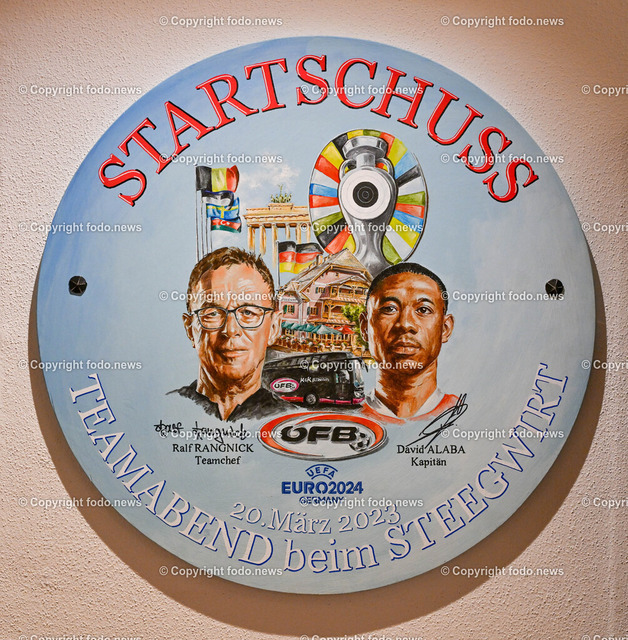 STARTSCHUSS
ÖFB
Ralf RANGNICK
Teamchef
ÖFB
David ALABA
Kapitän
UEFA
EURO2024
GERMANY
20.März 2023
TEAMABEND beim STEEGWIRT
© Copyright fodo.news